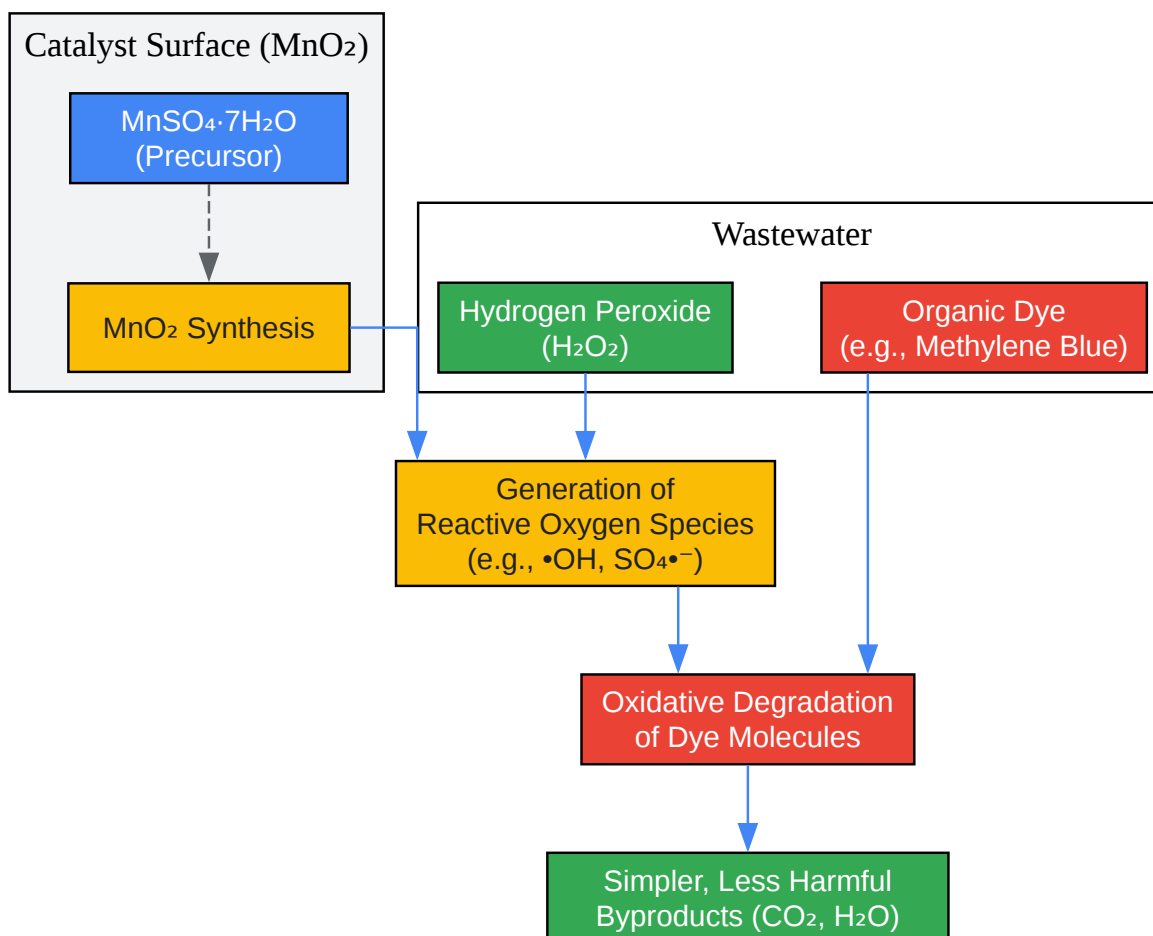 Catalyst Surface (MnO₂)
MnSO₄·7H₂O
(Precursor)
MnO₂ Synthesis
Wastewater
Hydrogen Peroxide
(H₂O₂)
Organic Dye
(e.g., Methylene Blue)
Generation of
Reactive Oxygen Species
(e.g., •OH, SO₄•⁻)
Oxidative Degradation
of Dye Molecules
Simpler, Less Harmful
Byproducts (CO₂, H₂O)